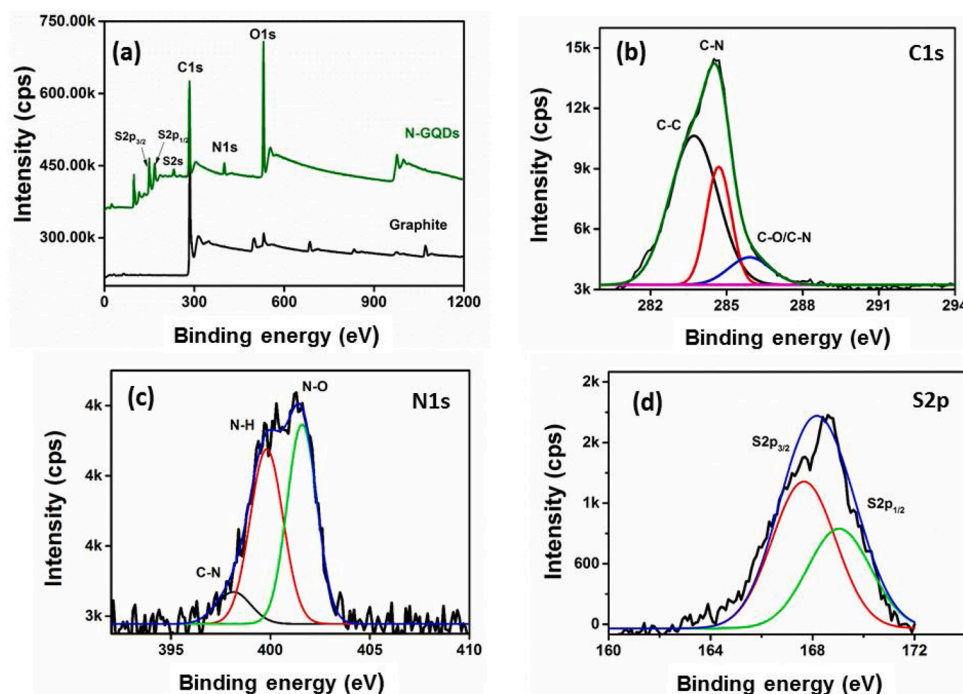 (a)
750.00k
600.00k
450.00k
300.00k
Intensity (cps)
O1s
C1s
S2p3/2
S2p1/2
S2s
N1s
N-GQDs
Graphite
0 300 600 900 1200
Binding energy (eV)
(b)
C1s
15k
12k
9k
6k
3k
Intensity (cps)
C-N
C-C
C-O/C-N
282 285 288 291 294
Binding energy (eV)
(c)
N1s
4k
4k
4k
3k
Intensity (cps)
N-O
N-H
C-N
395 400 405 410
Binding energy (eV)
(d)
S2p
2k
2k
1k
600
0
Intensity (cps)
S2p3/2
S2p1/2
160 164 168 172
Binding energy (eV)